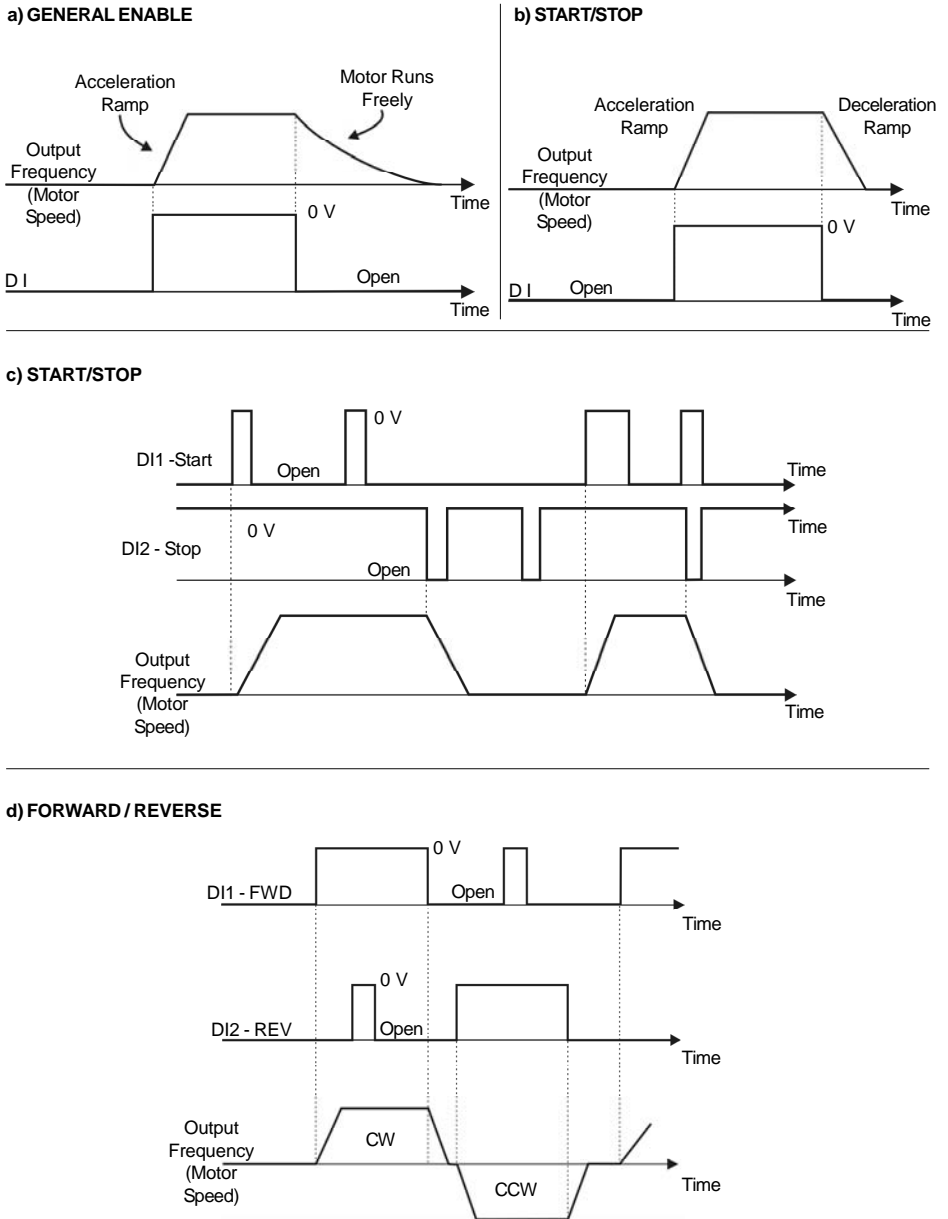 a) GENERAL ENABLE
Acceleration
Ramp
Motor Runs
Freely
Output
Frequency
(Motor
Speed)
Time
0 V
D I
Open
Time
b) START/STOP
Acceleration
Ramp
Deceleration
Ramp
Output
Frequency
(Motor
Speed)
Time
0 V
D I
Open
Time
c) START/STOP
0 V
DI1 -Start
Open
Time
0 V
Time
DI2 - Stop
Open
Time
Output
Frequency
(Motor
Speed)
Time
d) FORWARD / REVERSE
0 V
DI1 - FWD
Open
Time
0 V
DI2 - REV
Open
Time
Output
Frequency
(Motor
Speed)
CW
CCW
Time